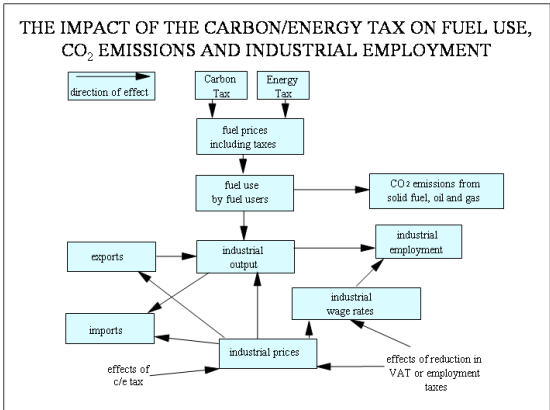 THE IMPACT OF THE CARBON/ENERGY TAX ON FUEL USE,
CO2 EMISSIONS AND INDUSTRIAL EMPLOYMENT
direction of effect
Carbon
Tax
Energy
Tax
fuel prices
including taxes
fuel use
by fuel users
CO2 emissions from
solid fuel, oil and gas
exports
industrial
output
industrial
employment
industrial
wage rates
imports
industrial prices
effects of
c/e tax
effects of reduction in
VAT or employment
taxes